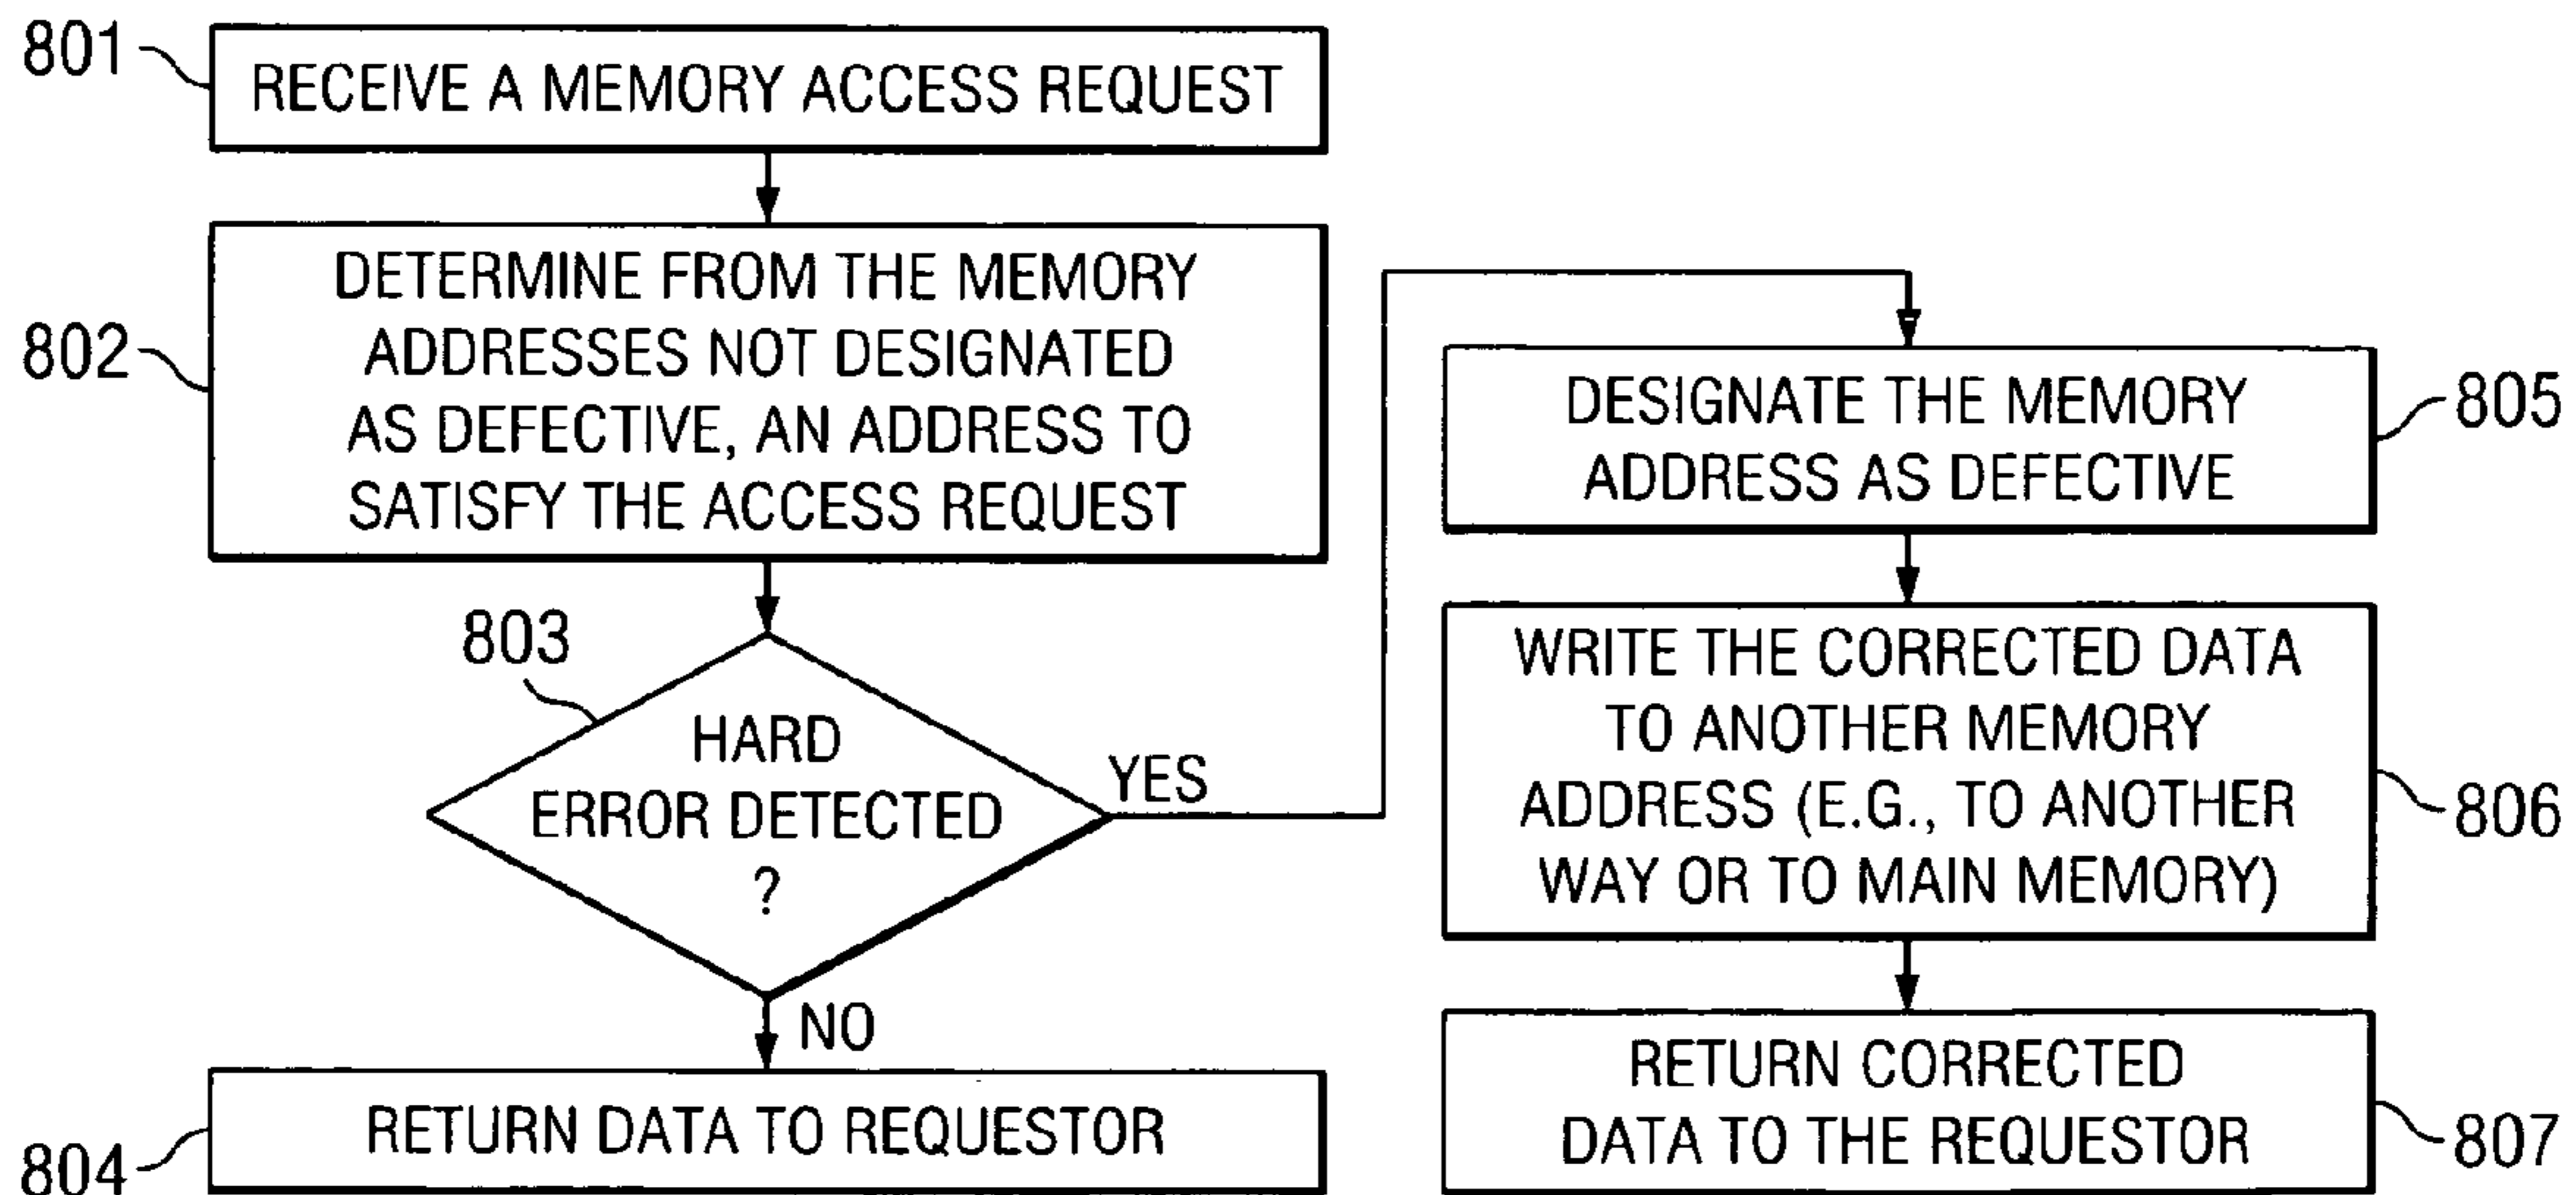 801
RECEIVE A MEMORY ACCESS REQUEST
802
DETERMINE FROM THE MEMORY
ADDRESSES NOT DESIGNATED
AS DEFECTIVE, AN ADDRESS TO
SATISFY THE ACCESS REQUEST
803
HARD
ERROR DETECTED
?
YES
NO
804
RETURN DATA TO REQUESTOR
DESIGNATE THE MEMORY
ADDRESS AS DEFECTIVE
805
WRITE THE CORRECTED DATA
TO ANOTHER MEMORY
ADDRESS (E.G., TO ANOTHER
WAY OR TO MAIN MEMORY)
806
RETURN CORRECTED
DATA TO THE REQUESTOR
807